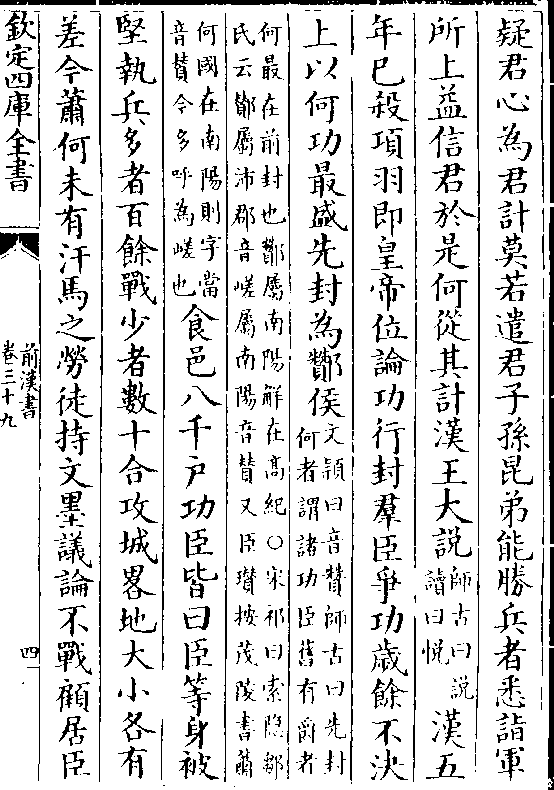 疑君心為君計莫若遣君子孫昆弟能勝兵者悉詣軍
所上益信君於是何從其計漢王大說師古曰說
讀曰悅漢五
年已殺項羽即皇帝位論功行封羣臣爭功歲餘不決
上以何功最盛先封為酇侯文頴曰音贊師古曰先封
何者謂諸功臣舊有爵者
何最在前封也酇屬南陽解在髙紀○宋祁曰索隐鄒
氏云酇屬沛郡音嵯屬南陽音贊又臣瓚按茂陵書蕭
何國在南陽則字當
音賛今多呼為嵯也食邑八千户功臣皆曰臣等身被
堅執兵多者百餘戰少者數十合攻城畧地大小各有
差今蕭何未有汗馬之勞徒持文墨議論不戰顧居臣
欽定四庫全書
前漢書
卷三十九
四